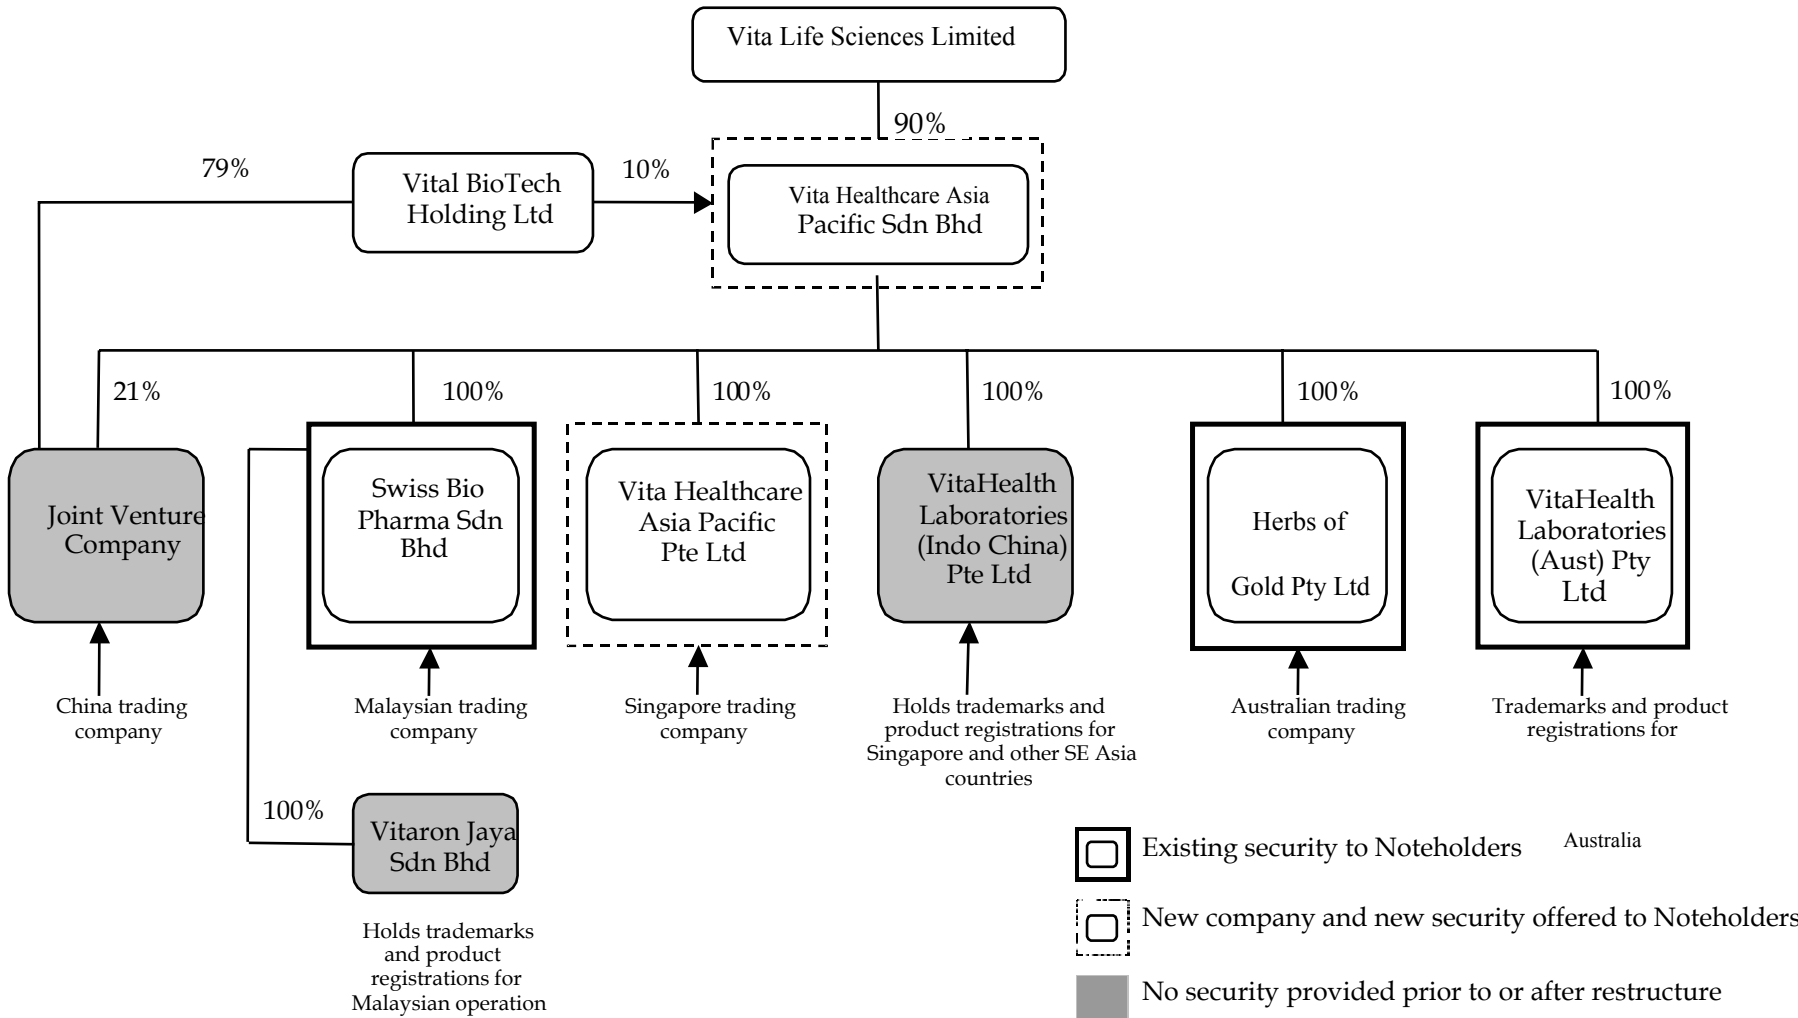 Vita Life Sciences Limited
90%
79%
Vital BioTech
Holding Ltd
10%
Vita Healthcare Asia
Pacific Sdn Bhd
21%
100%
100%
100%
100%
100%
Joint Venture
Company
Swiss Bio
Pharma Sdn
Bhd
Vita Healthcare
Asia Pacific
Pte Ltd
VitaHealth
Laboratories
(Indo China)
Pte Ltd
Herbs of
Gold Pty Ltd
VitaHealth
Laboratories
(Aust) Pty
Ltd
China trading
company
Malaysian trading
company
Singapore trading
company
Holds trademarks and
product registrations for
Singapore and other SE Asia
countries
Australian trading
company
Trademarks and product
registrations for
100%
Vitaron Jaya
Sdn Bhd
Holds trademarks
and product
registrations for
Malaysian operation
Existing security to Noteholders
Australia
New company and new security offered to Noteholders
No security provided prior to or after restructure